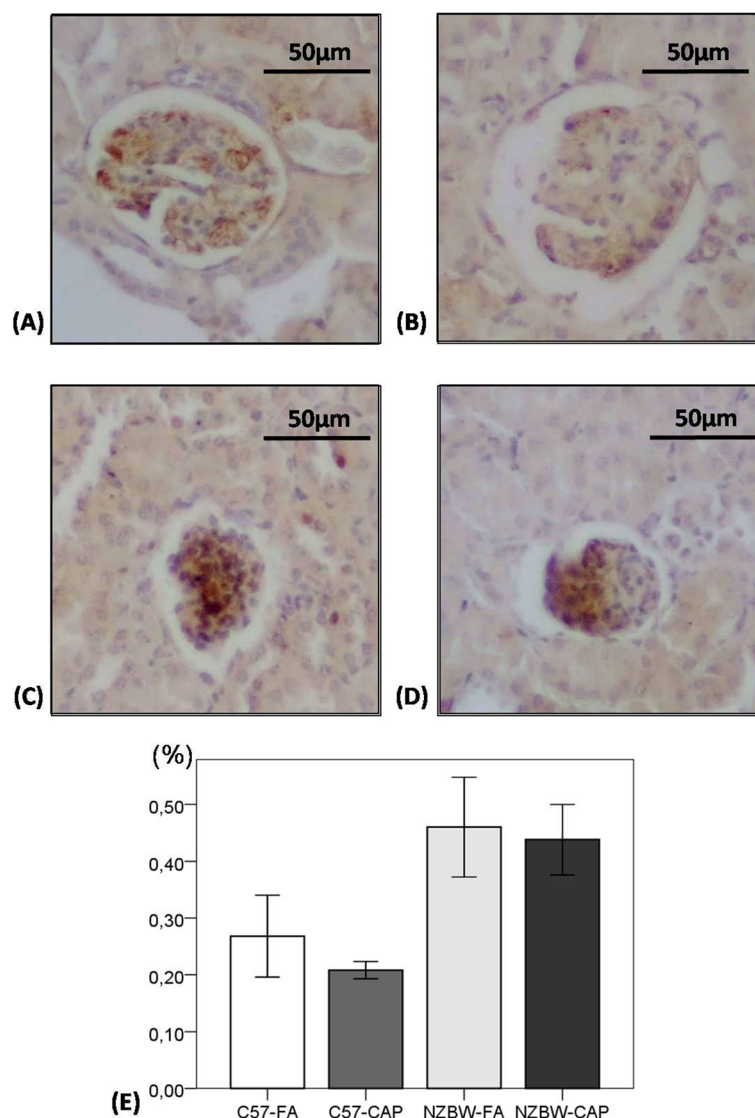 50µm
50µm
(A)
(B)
50µm
50µm
(C)
(D)
(%)
0,50
0,40
0,30
0,20
0,10
0,00
(E)
C57-FA C57-CAP NZBW-FA NZBW-CAP